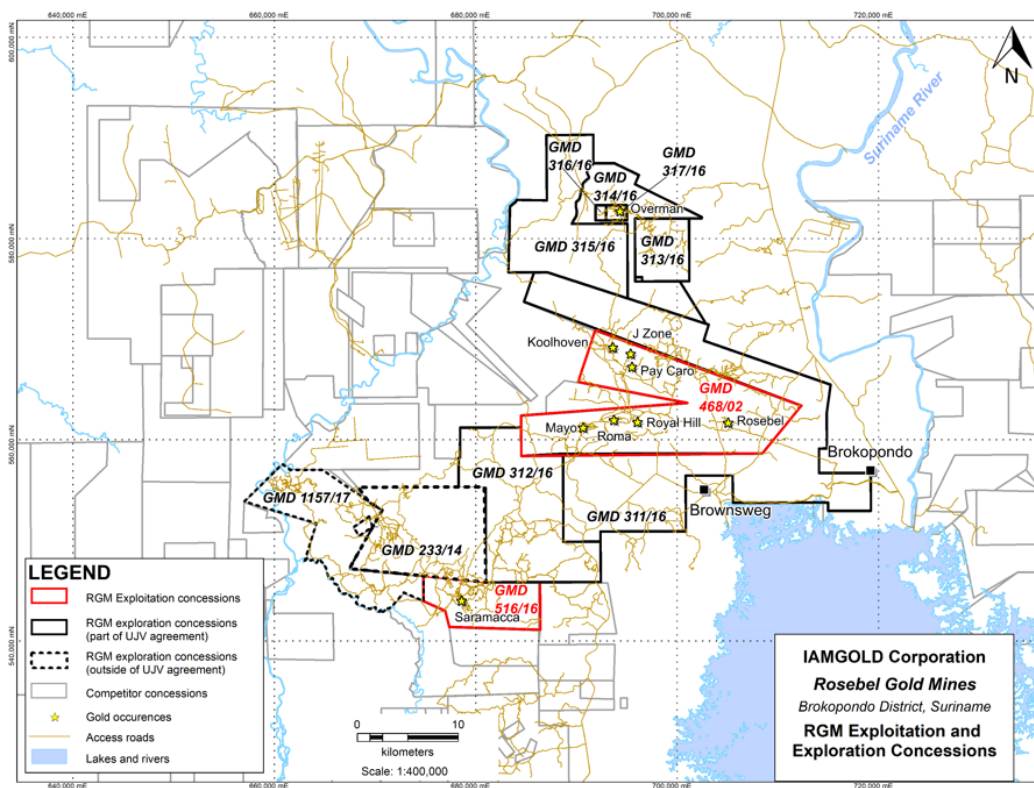 640,000 mE
660,000 mE
680,000 mE
700,000 mE
720,000 mE
600,000 mN
580,000 mN
560,000 mN
540,000 mN
N
Suriname River
GMD
316/16
GMD
317/16
GMD
314/16
Overman
GMD 315/16
GMD
313/16
J Zone
Koolhoven
Pay Caro
GMD
468/02
Mayo
Roma
Royal Hill
Rosebel
Brokopondo
GMD 312/16
GMD 1157/17
Brownsweg
GMD 311/16
GMD 233/14
GMD
516/16
Saramacca
LEGEND
RGM Exploitation concessions
RGM exploration concessions
(part of UJV agreement)
RGM exploration concessions
(outside of UJV agreement)
Competitor concessions
Gold occurences
Access roads
Lakes and rivers
0 10
kilometers
Scale: 1:400,000
IAMGOLD Corporation
Rosebel Gold Mines
Brokopondo District, Suriname
RGM Exploitation and
Exploration Concessions
640,000 mE
660,000 mE
680,000 mE
700,000 mE
720,000 mE